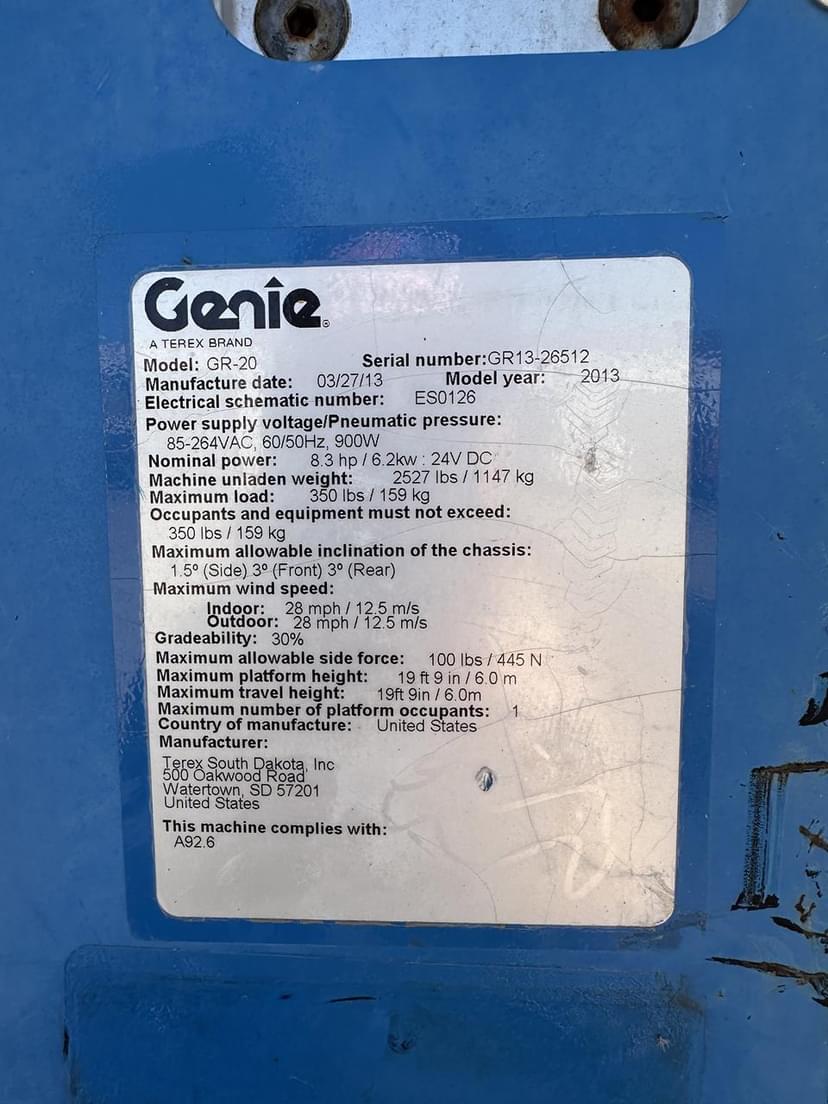 Genie®
A TEREX BRAND
Model: GR-20 Serial number:GR13-26512
Manufacture date: 03/27/13 Model year: 2013
Electrical schematic number: ES0126
Power supply voltage/Pneumatic pressure:
85-264VAC, 60/50Hz, 900W
Nominal power: 8.3 hp / 6.2kw : 24V DC
Machine unladen weight: 2527 lbs / 1147 kg
Maximum load: 350 lbs / 159 kg
Occupants and equipment must not exceed:
350 lbs / 159 kg
Maximum allowable inclination of the chassis:
1.5º (Side) 3º (Front) 3º (Rear)
Maximum wind speed:
Indoor: 28 mph / 12.5 m/s
Outdoor: 28 mph / 12.5 m/s
Gradeability: 30%
Maximum allowable side force: 100 lbs / 445 N
Maximum platform height: 19 ft 9 in / 6.0 m
Maximum travel height: 19ft 9in / 6.0m
Maximum number of platform occupants: 1
Country of manufacture: United States
Manufacturer:
Terex South Dakota, Inc
500 Oakwood Road
Watertown, SD 57201
United States
This machine complies with:
A92.6